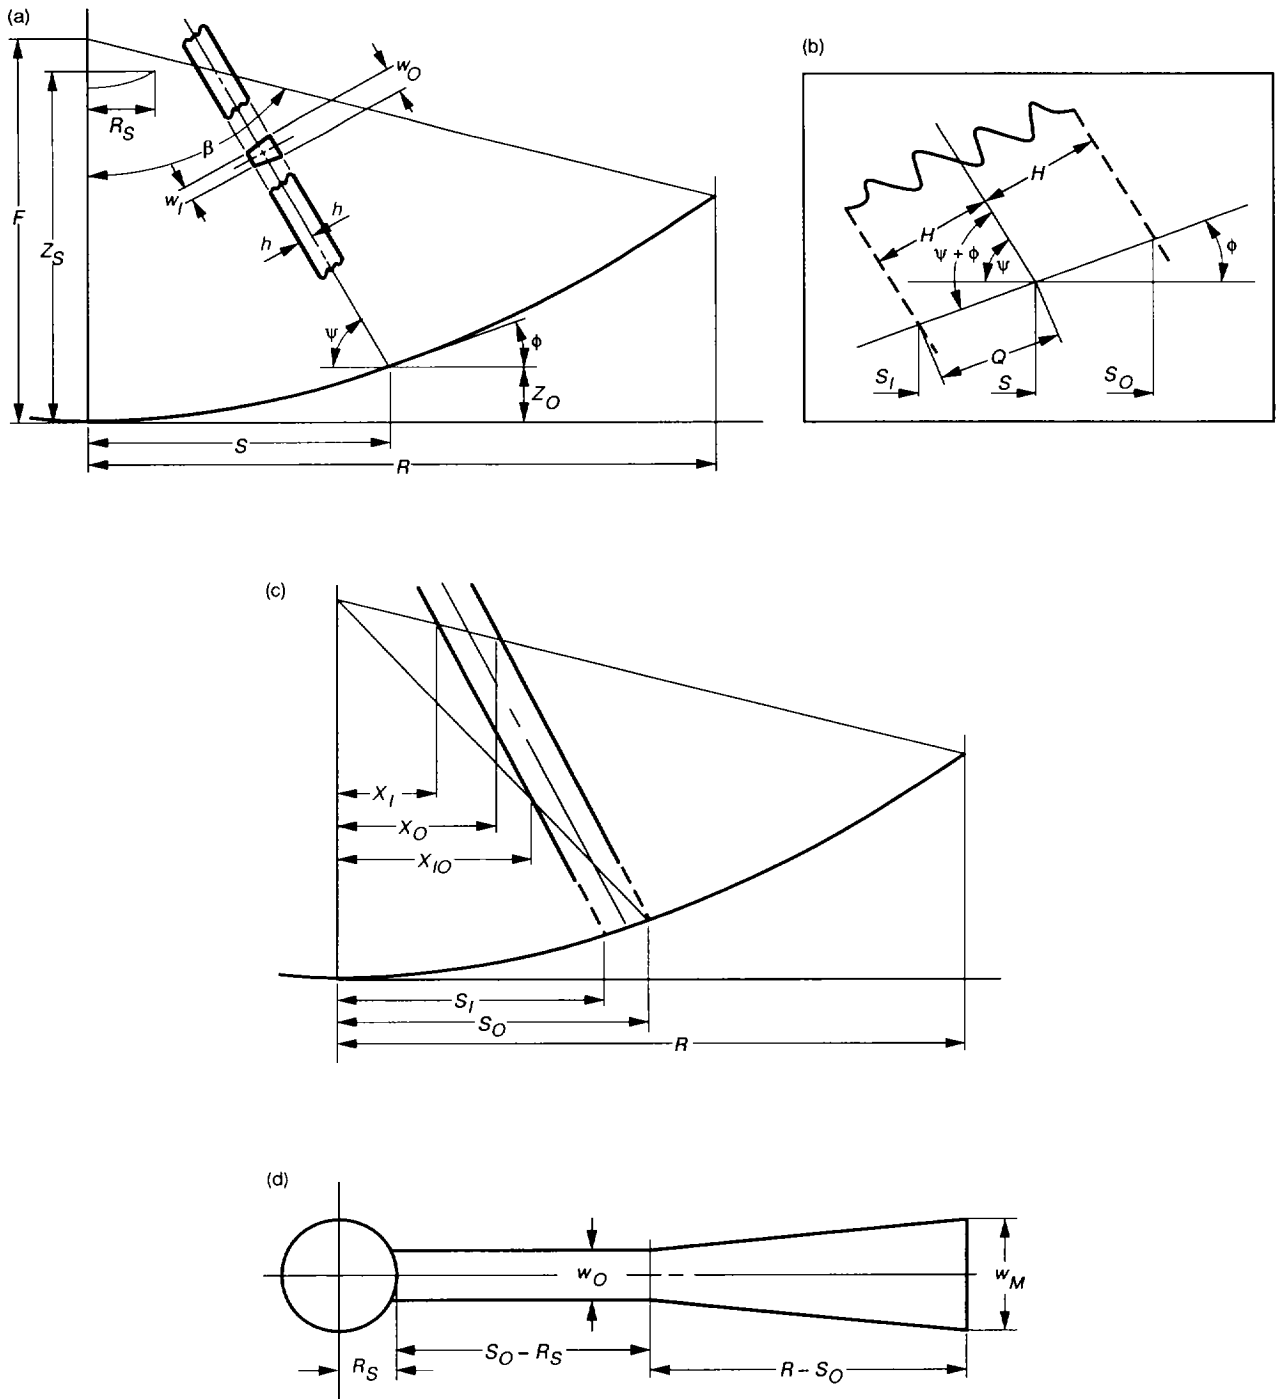 (a)
F
Z_S
R_S
β
w_O
w_I
h
h
ψ
ϕ
Z_O
S
R
(b)
H
H
ψ + ϕ
ψ
ϕ
Q
S_I
S
S_O
(c)
X_I
X_O
X_IO
S_I
S_O
R
(d)
w_O
w_M
R_S
S_O – R_S
R – S_O